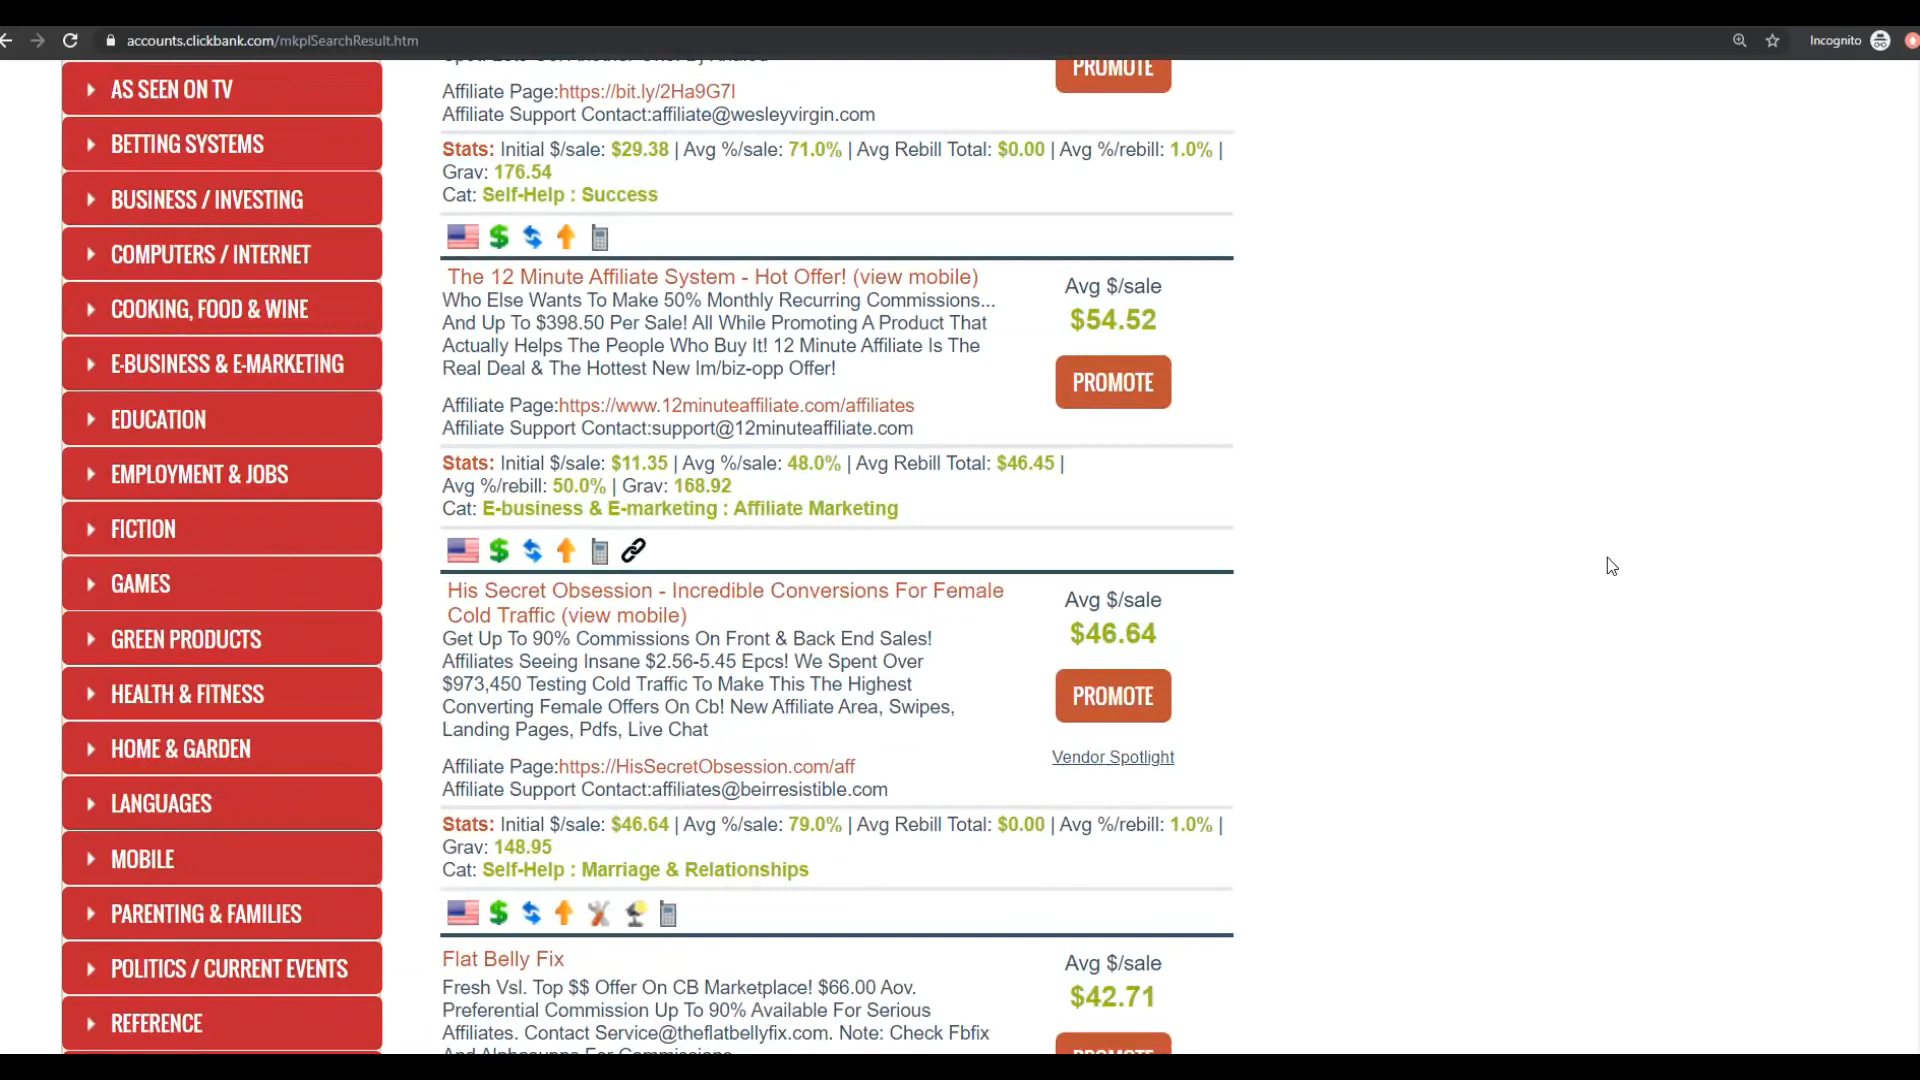 accounts.clickbank.com/mkplSearchResult.htm
Incognito
AS SEEN ON TV
BETTING SYSTEMS
BUSINESS / INVESTING
COMPUTERS / INTERNET
COOKING, FOOD & WINE
E-BUSINESS & E-MARKETING
EDUCATION
EMPLOYMENT & JOBS
FICTION
GAMES
GREEN PRODUCTS
HEALTH & FITNESS
HOME & GARDEN
LANGUAGES
MOBILE
PARENTING & FAMILIES
POLITICS / CURRENT EVENTS
REFERENCE
PROMOTE
Affiliate Page:https://bit.ly/2Ha9G7I
Affiliate Support Contact:affiliate@wesleyvirgin.com
Stats: Initial $/sale: $29.38 | Avg %/sale: 71.0% | Avg Rebill Total: $0.00 | Avg %/rebill: 1.0% |
Grav: 176.54
Cat: Self-Help : Success
The 12 Minute Affiliate System - Hot Offer! (view mobile)
Who Else Wants To Make 50% Monthly Recurring Commissions...
And Up To $398.50 Per Sale! All While Promoting A Product That
Actually Helps The People Who Buy It! 12 Minute Affiliate Is The
Real Deal & The Hottest New Im/biz-opp Offer!
Affiliate Page:https://www.12minuteaffiliate.com/affiliates
Affiliate Support Contact:support@12minuteaffiliate.com
Avg $/sale
$54.52
PROMOTE
Stats: Initial $/sale: $11.35 | Avg %/sale: 48.0% | Avg Rebill Total: $46.45 |
Avg %/rebill: 50.0% | Grav: 168.92
Cat: E-business & E-marketing : Affiliate Marketing
His Secret Obsession - Incredible Conversions For Female
Cold Traffic (view mobile)
Get Up To 90% Commissions On Front & Back End Sales!
Affiliates Seeing Insane $2.56-5.45 Epcs! We Spent Over
$973,450 Testing Cold Traffic To Make This The Highest
Converting Female Offers On Cb! New Affiliate Area, Swipes,
Landing Pages, Pdfs, Live Chat
Affiliate Page:https://HisSecretObsession.com/aff
Affiliate Support Contact:affiliates@beirresistible.com
Avg $/sale
$46.64
PROMOTE
Vendor Spotlight
Stats: Initial $/sale: $46.64 | Avg %/sale: 79.0% | Avg Rebill Total: $0.00 | Avg %/rebill: 1.0% |
Grav: 148.95
Cat: Self-Help : Marriage & Relationships
Flat Belly Fix
Fresh Vsl. Top $$ Offer On CB Marketplace! $66.00 Aov.
Preferential Commission Up To 90% Available For Serious
Affiliates. Contact Service@theflatbellyfix.com. Note: Check Fbfix
And Alphasupps For Commissions
Avg $/sale
$42.71
PROMOTE